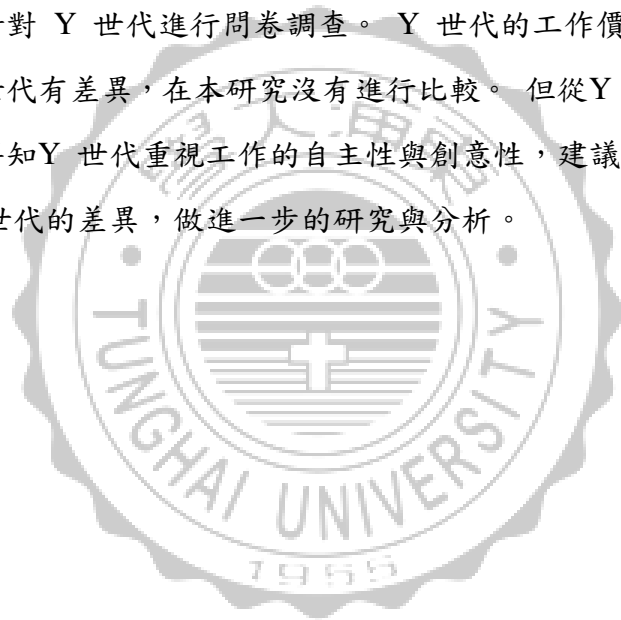 對 Y 世代進行問卷調查。 Y 世代的工作價
代有差異，在本研究沒有進行比較。 但從Y
知Y 世代重視工作的自主性與創意性，建議
世代的差異，做進一步的研究與分析。
TUNGHAI UNIVERSITY
1955